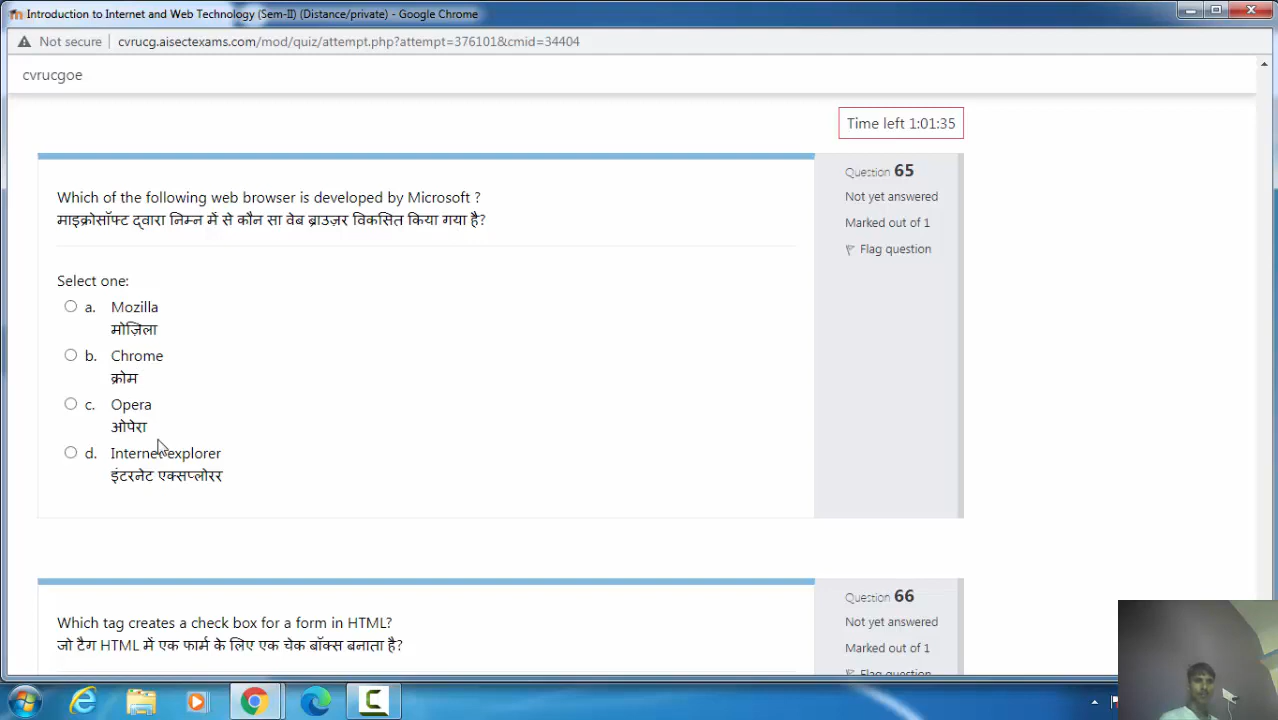 Introduction to Internet and Web Technology (Sem-II) (Distance/private) - Google Chrome
Not secure | cvrucg.aisectexams.com/mod/quiz/attempt.php?attempt=376101&cmid=34404
cvrucgoe
Time left 1:01:35
Which of the following web browser is developed by Microsoft ?
माइक्रोसॉफ्ट द्वारा निम्न में से कौन सा वेब ब्राउज़र विकसित किया गया है?
Select one:
a. Mozilla
मोज़िला
b. Chrome
क्रोम
c. Opera
ओपेरा
d. Internet explorer
इंटरनेट एक्सप्लोरर
Question 65
Not yet answered
Marked out of 1
Flag question
Which tag creates a check box for a form in HTML?
जो टैग HTML में एक फार्म के लिए एक चेक बॉक्स बनाता है?
Question 66
Not yet answered
Marked out of 1
Flag question